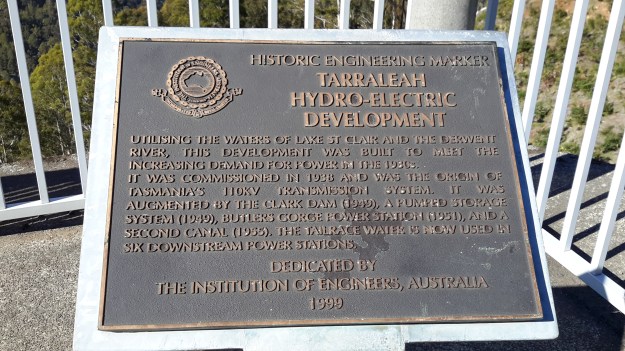 HISTORIC ENGINEERING MARKER
TARRALEAH
HYDRO-ELECTRIC
DEVELOPMENT
UTILISING THE WATERS OF LAKE ST CLAIR AND THE DERWENT
RIVER, THIS DEVELOPMENT WAS BUILT TO MEET THE
INCREASING DEMAND FOR POWER IN THE 1930S.
IT WAS COMMISSIONED IN 1938 AND WAS THE ORIGIN OF
TASMANIA'S 110KV TRANSMISSION SYSTEM. IT WAS
AUGMENTED BY THE CLARK DAM (1949), A PUMPED STORAGE
SYSTEM (1949), BUTLERS GORGE POWER STATION (1951), AND A
SECOND CANAL (1955). THE TAILRACE WATER IS NOW USED IN
SIX DOWNSTREAM POWER STATIONS.
DEDICATED BY
THE INSTITUTION OF ENGINEERS, AUSTRALIA
1999